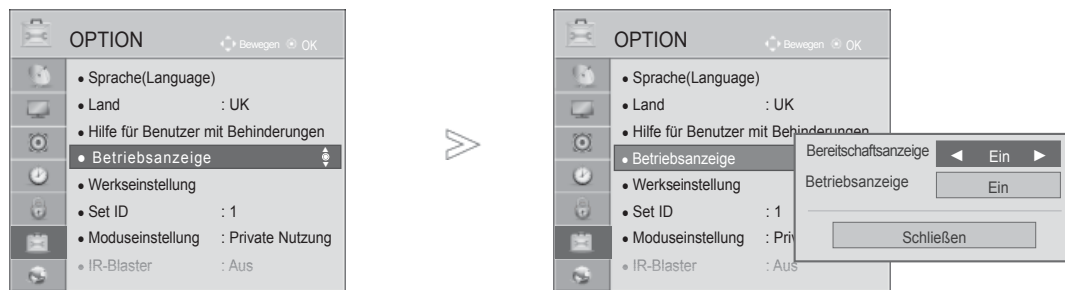 OPTION
Bewegen OK
• Sprache(Language)
• Land : UK
• Hilfe für Benutzer mit Behinderungen
• Betriebsanzeige
• Werkseinstellung
• Set ID : 1
• Moduseinstellung : Private Nutzung
• IR-Blaster : Aus
OPTION
Bewegen OK
• Sprache(Language)
• Land : UK
• Hilfe für Benutzer mit Behinderungen
• Betriebsanzeige
• Werkseinstellung
• Set ID : 1
• Moduseinstellung : Priv
• IR-Blaster : Aus
Bereitschaftsanzeige ◄ Ein ►
Betriebsanzeige Ein
Schließen